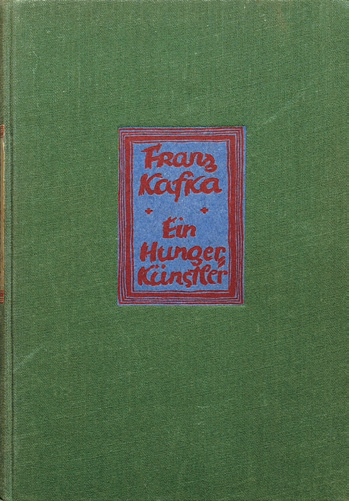 Franz
Kafka
Ein
Hunger,
Künstler